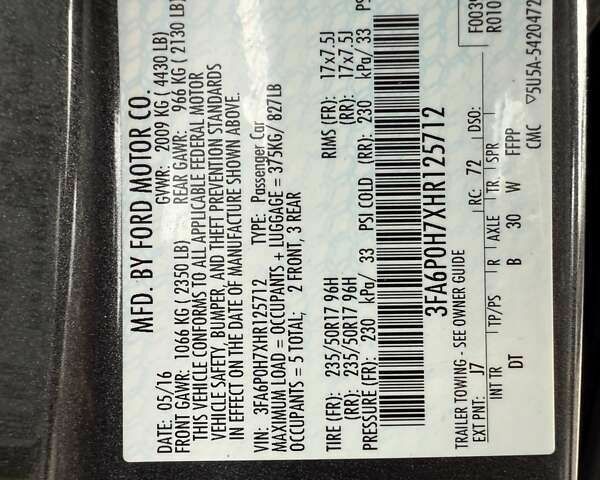 MFD. BY FORD MOTOR CO.
DATE: 05/16 GVWR: 2009 KG ( 4430 LB)
FRONT GAWR: 1066 KG ( 2350 LB) REAR GAWR: 966 KG ( 2130 LB)
THIS VEHICLE CONFORMS TO ALL APPLICABLE FEDERAL MOTOR
VEHICLE SAFETY, BUMPER, AND THEFT PREVENTION STANDARDS
IN EFFECT ON THE DATE OF MANUFACTURE SHOWN ABOVE.
VIN: 3FA6P0H7XHR125712 TYPE: Passenger Car
MAXIMUM LOAD = OCCUPANTS + LUGGAGE = 375KG/ 827LB
OCCUPANTS = 5 TOTAL; 2 FRONT, 3 REAR
TIRE (FR): 235/50R17 96H RIMS (FR): 17x7.5J
(RR): 235/50R17 96H (RR): 17x7.5J
PRESSURE (FR): 230 kPa/ 33 PSI COLD (RR): 230 kPa/ 33 PS
3FA6P0H7XHR125712
F0039
R010
TRAILER TOWING - SEE OWNER GUIDE
EXT PNT: J7 RC: 72 DSO:
INT TR TP/PS R AXLE TR SPR
DT B 30 W FFPP
CMC ▽5U5A-5420472